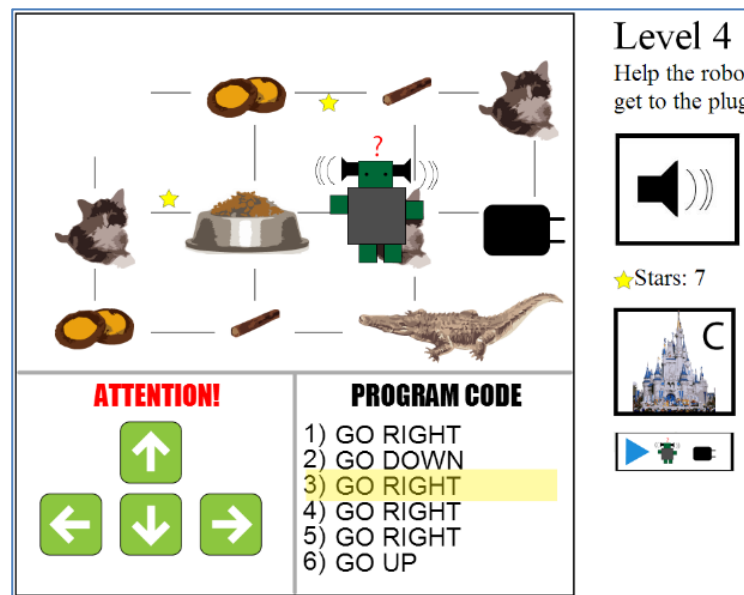 Level 4
Help the robo
get to the plug
?
Stars: 7
C
ATTENTION!
PROGRAM CODE
1) GO RIGHT
2) GO DOWN
3) GO RIGHT
4) GO RIGHT
5) GO RIGHT
6) GO UP